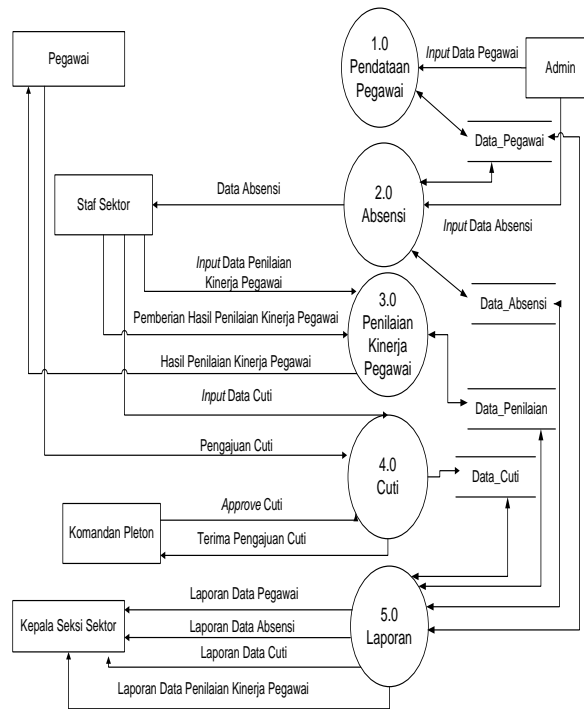 Pegawai
1.0
Pendataan
Pegawai
Input Data Pegawai
Admin
Data_Pegawai
Data Absensi
Staf Sektor
2.0
Absensi
Input Data Absensi
Input Data Penilaian
Kinerja Pegawai
Pemberian Hasil Penilaian Kinerja Pegawai
Hasil Penilaian Kinerja Pegawai
3.0
Penilaian
Kinerja
Pegawai
Data_Absensi
Input Data Cuti
Data_Penilaian
Pengajuan Cuti
4.0
Cuti
Data_Cuti
Komandan Pleton
Approve Cuti
Terima Pengajuan Cuti
Kepala Seksi Sektor
Laporan Data Pegawai
Laporan Data Absensi
Laporan Data Cuti
Laporan Data Penilaian Kinerja Pegawai
5.0
Laporan